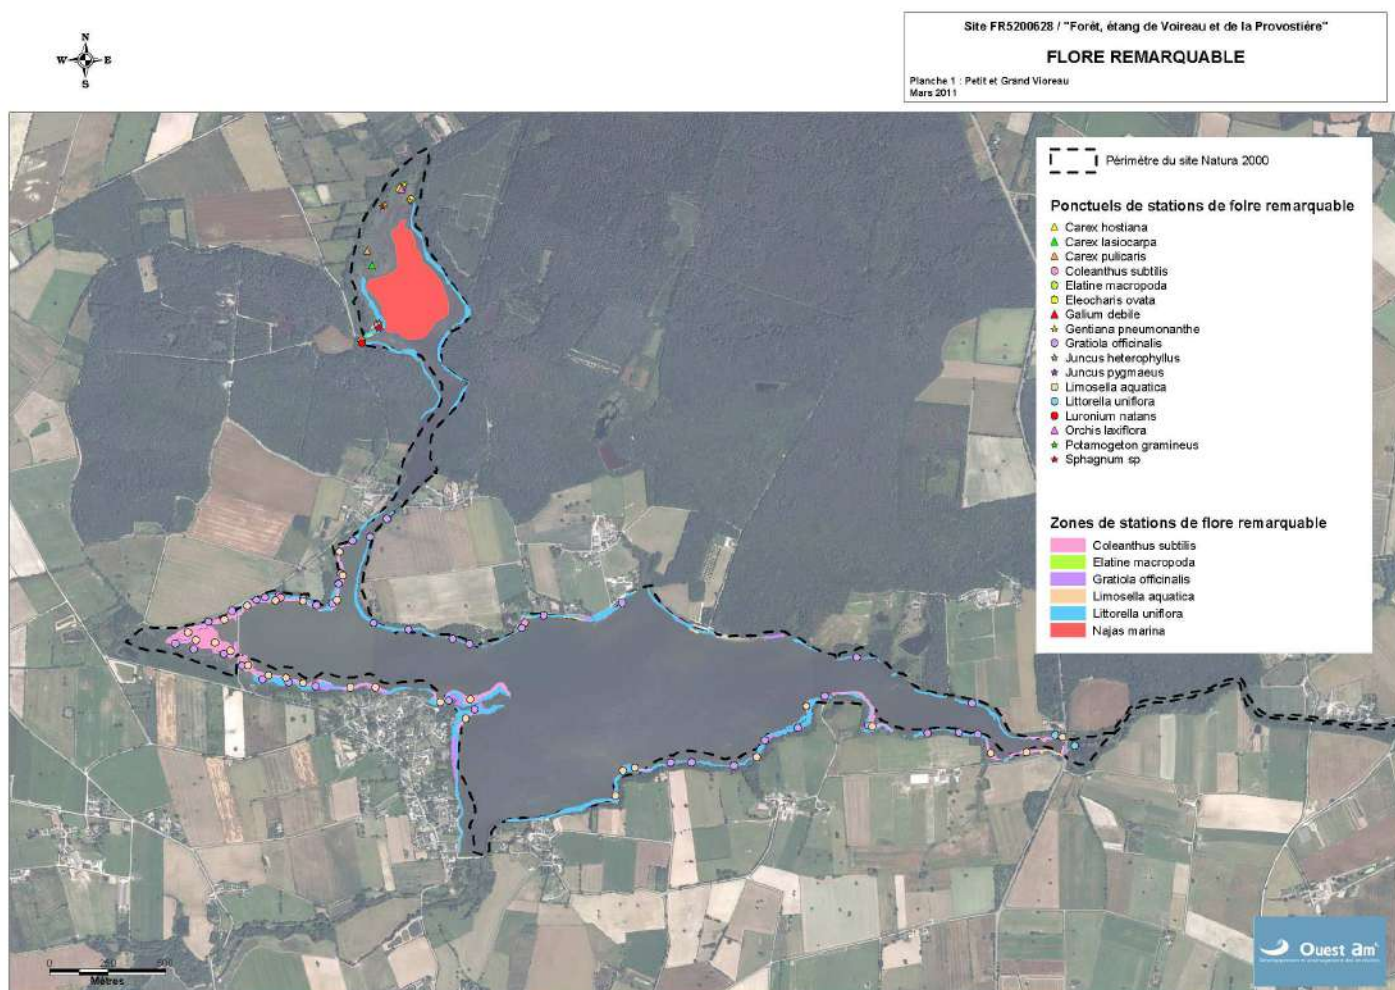 N
W E
S
Site FR5200628 / "Forêt, étang de Voireau et de la Provostière"
FLORE REMARQUABLE
Planche 1 : Petit et Grand Vioreau
Mars 2011
Périmètre du site Natura 2000
Ponctuels de stations de folre remarquable
Carex hostiana
Carex lasiocarpa
Carex pulicaris
Coleanthus subtilis
Elatine macropoda
Eleocharis ovata
Galium debile
Gentiana pneumonanthe
Gratiola officinalis
Juncus heterophyllus
Juncus pygmaeus
Limosella aquatica
Littorella uniflora
Luronium natans
Orchis laxiflora
Potamogeton gramineus
Sphagnum sp
Zones de stations de flore remarquable
Coleanthus subtilis
Elatine macropoda
Gratiola officinalis
Limosella aquatica
Littorella uniflora
Najas marina
0 250 500
Mètres
Ouest am'